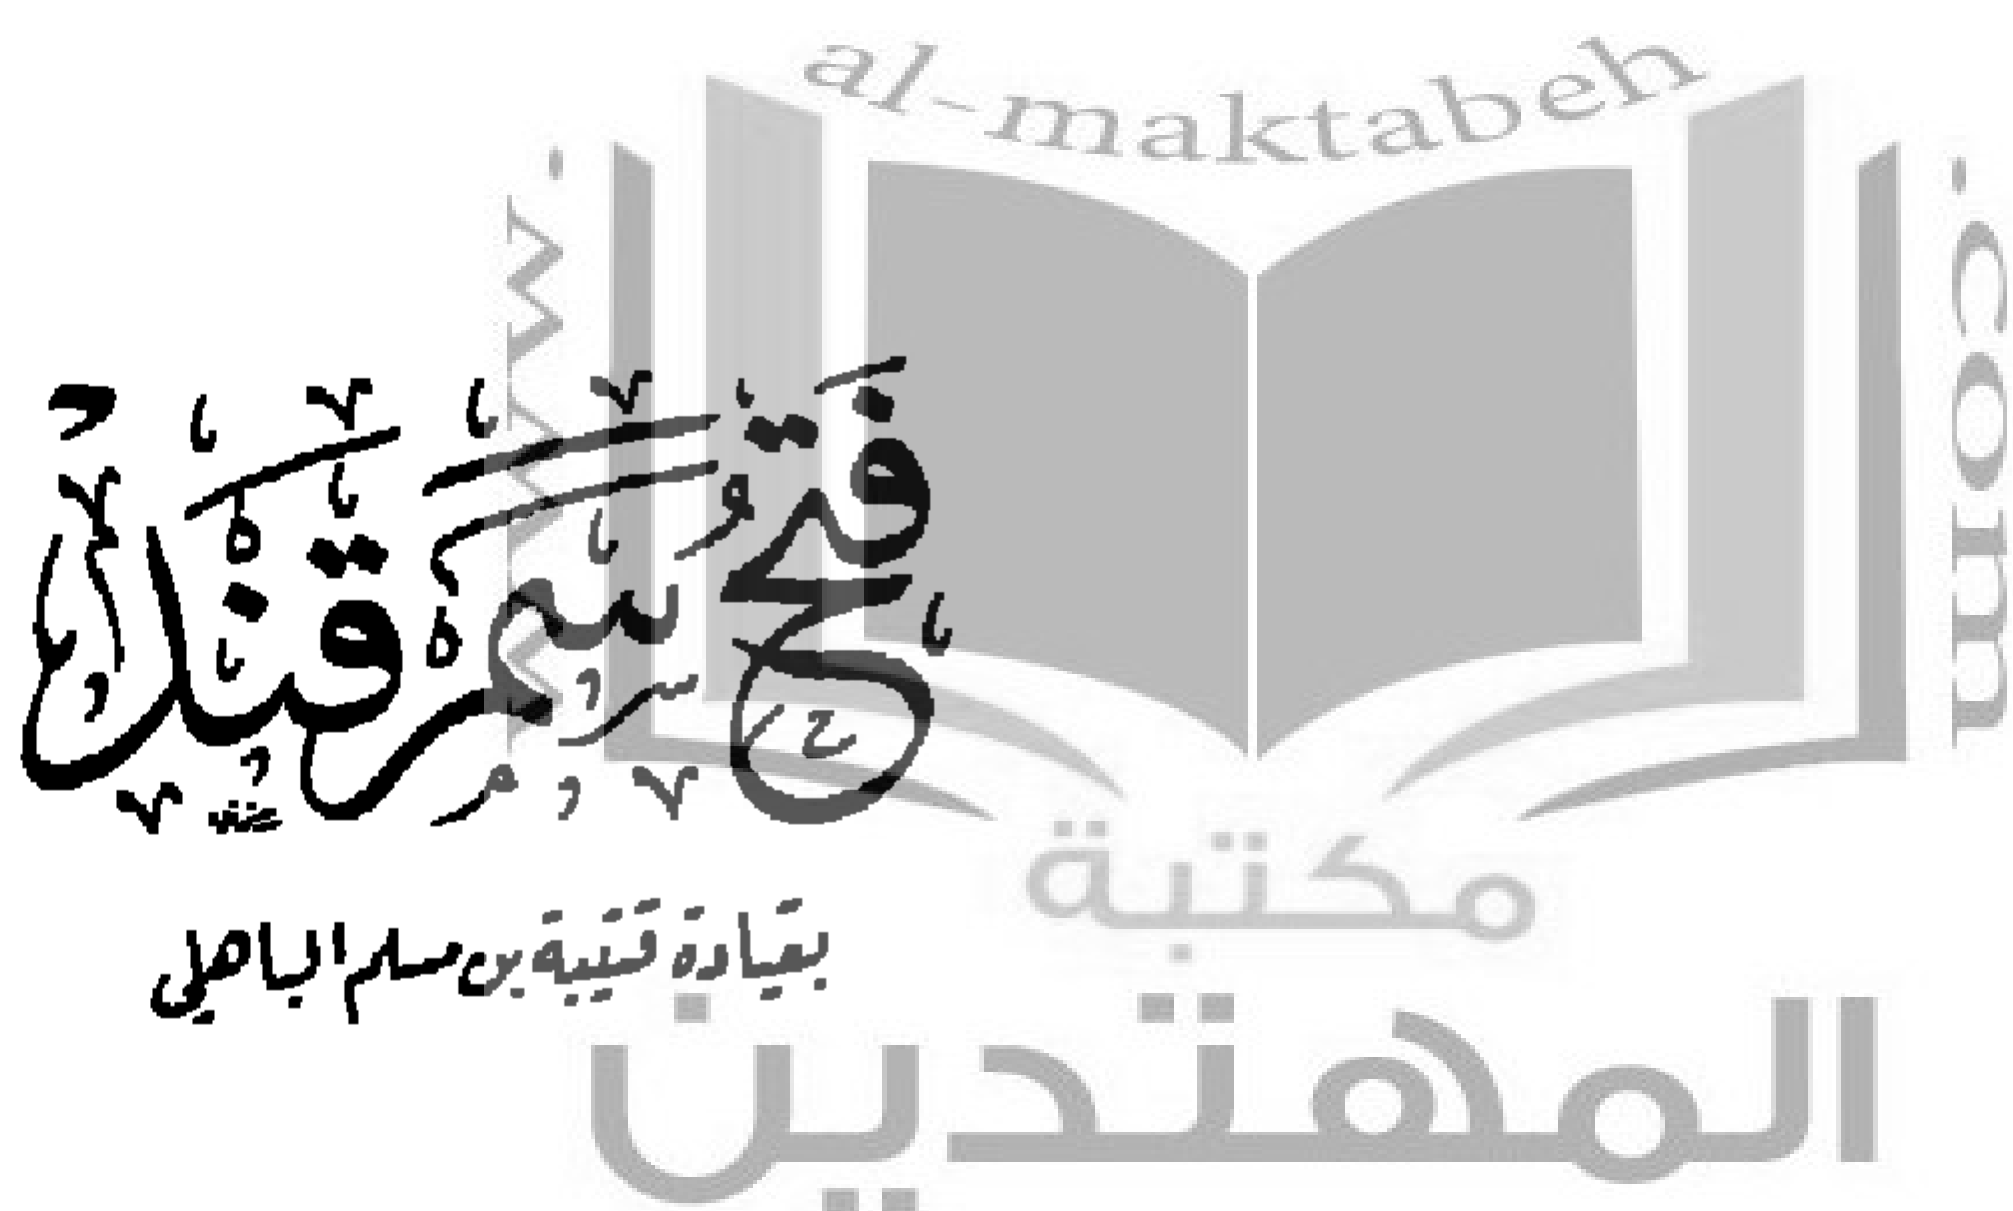 www.al-maktabeh.com
فتح سمرقند
بقيادة قتيبة بن مسلم الباهلي
مكتبة
المهتدين